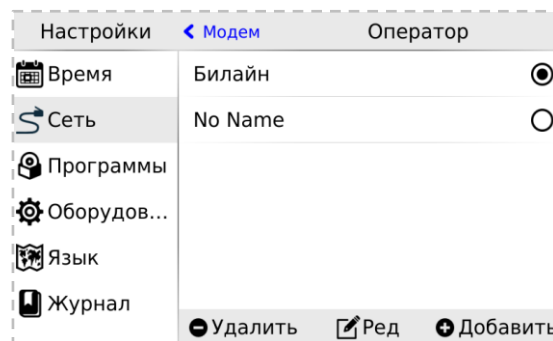 Настройки
Модем
Оператор
Время
Сеть
Программы
Оборудов...
Язык
Журнал
Билайн
No Name
Удалить
Ред
Добавить